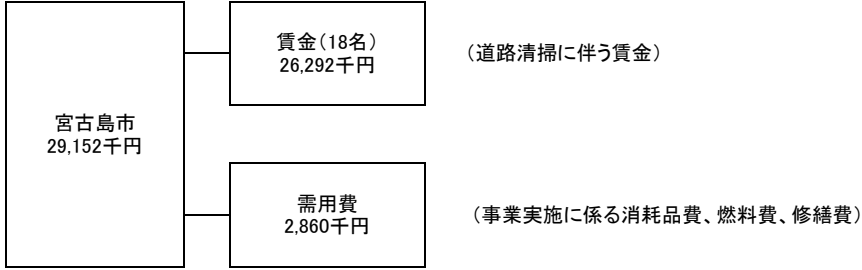 宮古島市
29,152千円
賃金（18名）
26,292千円
（道路清掃に伴う賃金）
需用費
2,860千円
（事業実施に係る消耗品費、燃料費、修繕費）